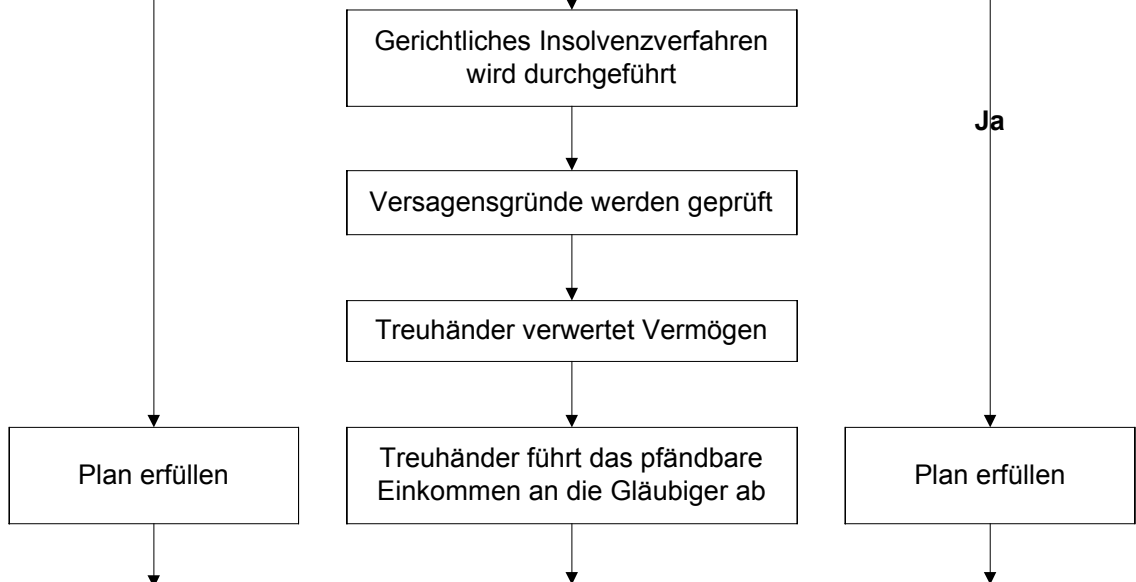 Gerichtliches Insolvenzverfahren
wird durchgeführt
Ja
Versagensgründe werden geprüft
Treuhänder verwertet Vermögen
Plan erfüllen
Treuhänder führt das pfändbare
Einkommen an die Gläubiger ab
Plan erfüllen